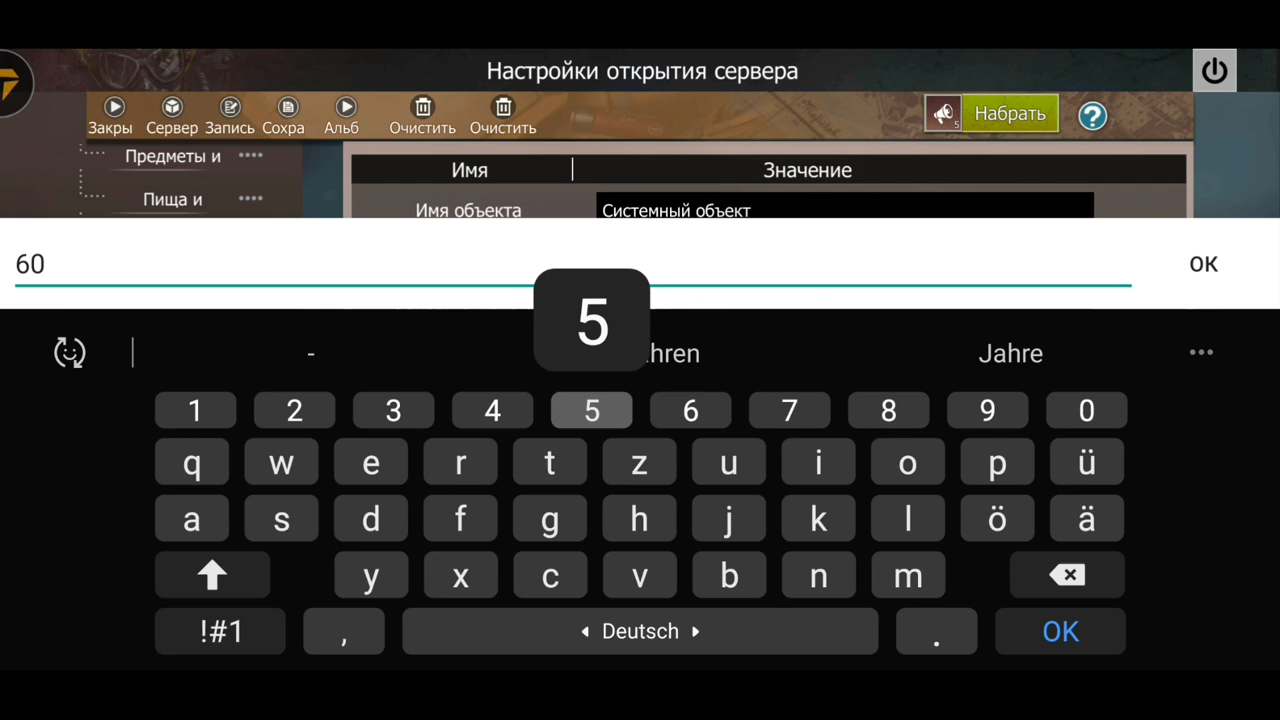 Настройки открытия сервера
Закры Сервер Запись Сохра Альб Очистить Очистить
5 Набрать ?
Предметы и
Имя Значение
Пища и
Имя объекта Системный объект
60 ОК
5
- hren Jahre
1 2 3 4 5 6 7 8 9 0
q w e r t z u i o p ü
a s d f g h j k l ö ä
y x c v b n m
!#1 , Deutsch . OK